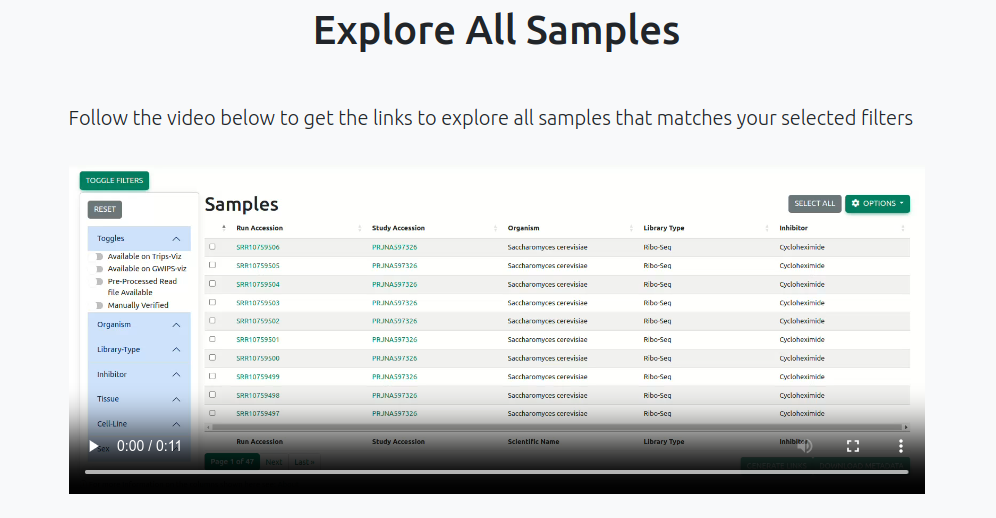 Explore All Samples
Follow the video below to get the links to explore all samples that matches your selected filters
TOGGLE FILTERS
RESET
Samples
SELECT ALL
OPTIONS
Toggles
Available on Trips-Viz
Available on GWIPS-viz
Pre-Processed Read
file Available
Manually Verified
Organism
Library-Type
Inhibitor
Tissue
Cell-Line
Sex
Run Accession Study Accession Organism Library Type Inhibitor
SRR10759506 PRJNA597326 Saccharomyces cerevisiae Ribo-Seq Cycloheximide
SRR10759505 PRJNA597326 Saccharomyces cerevisiae Ribo-Seq Cycloheximide
SRR10759504 PRJNA597326 Saccharomyces cerevisiae Ribo-Seq Cycloheximide
SRR10759503 PRJNA597326 Saccharomyces cerevisiae Ribo-Seq Cycloheximide
SRR10759502 PRJNA597326 Saccharomyces cerevisiae Ribo-Seq Cycloheximide
SRR10759501 PRJNA597326 Saccharomyces cerevisiae Ribo-Seq Cycloheximide
SRR10759500 PRJNA597326 Saccharomyces cerevisiae Ribo-Seq Cycloheximide
SRR10759499 PRJNA597326 Saccharomyces cerevisiae Ribo-Seq Cycloheximide
SRR10759498 PRJNA597326 Saccharomyces cerevisiae Ribo-Seq Cycloheximide
SRR10759497 PRJNA597326 Saccharomyces cerevisiae Ribo-Seq Cycloheximide
Run Accession Study Accession Scientific Name Library Type Inhibitor
0:00 / 0:11
Page 1 of 47 Next Last »